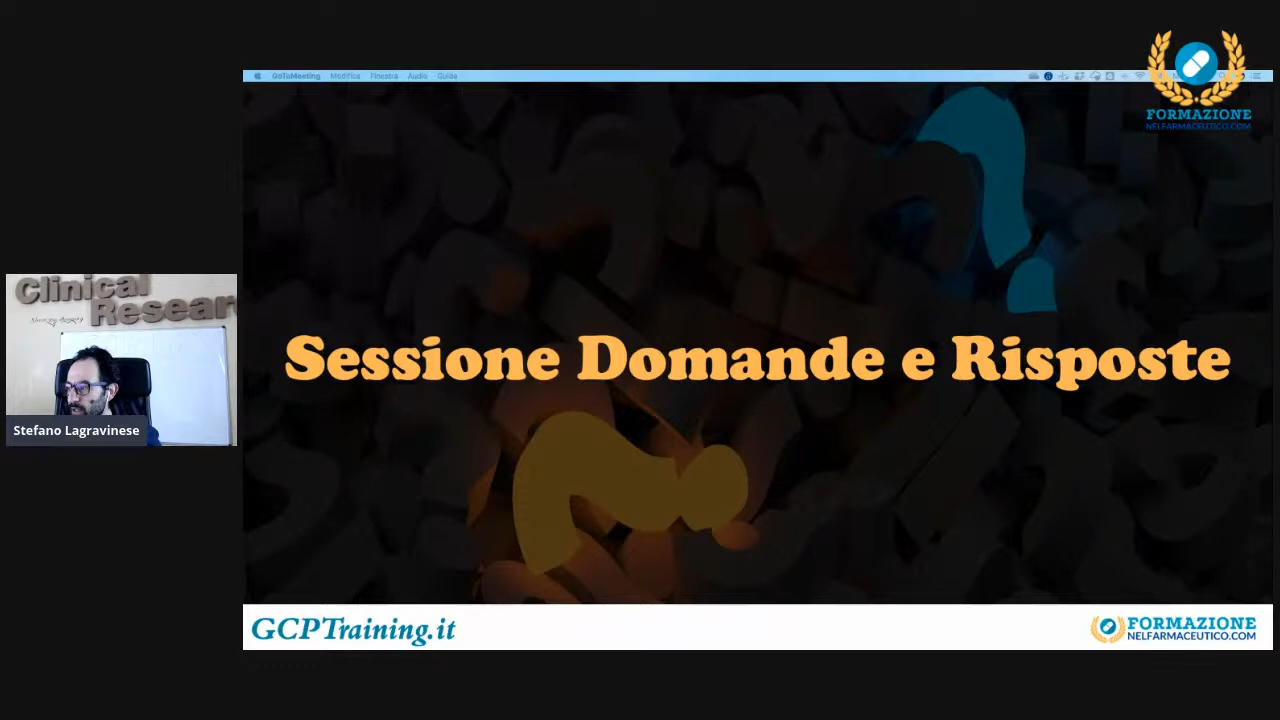 GoToMeeting Modifica Finestra Audio Guida
FORMAZIONE
NELFARMACEUTICO.COM
Clinical
Resear
Stefano Lagravinese
Sessione Domande e Risposte
GCPTraining.it
FORMAZIONE
NELFARMACEUTICO.COM